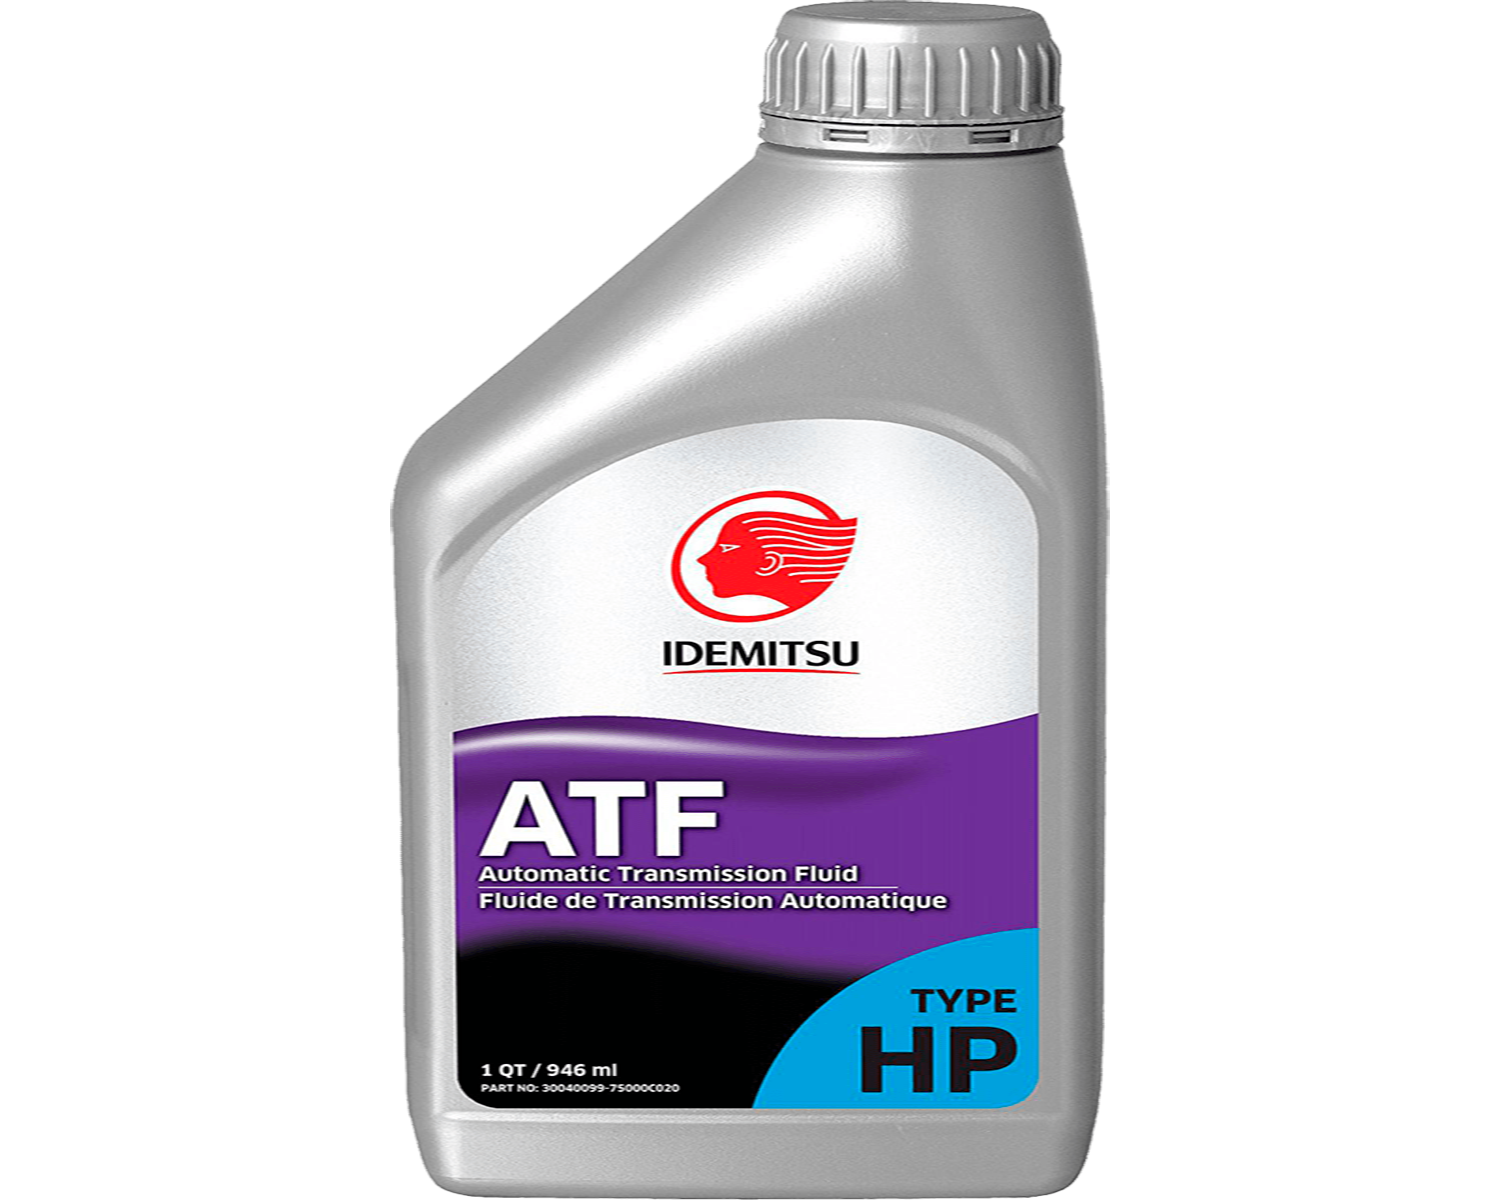 IDEMITSU
ATF
Automatic Transmission Fluid
Fluide de Transmission Automatique
TYPE
HP
1 QT / 946 ml
PART NO: 30040099-75000C020